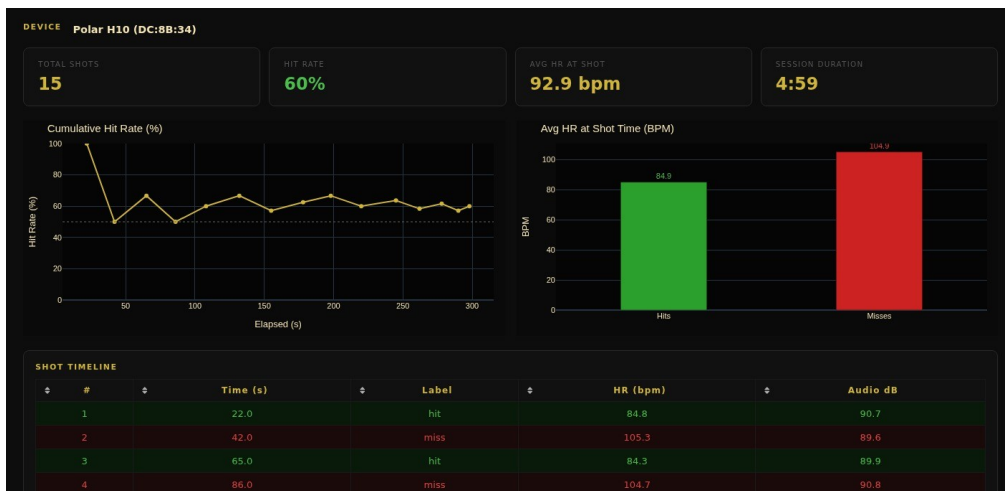 DEVICE Polar H10 (DC:8B:34)
TOTAL SHOTS HIT RATE AVG HR AT SHOT SESSION DURATION
15 60% 92.9 bpm 4:59
Cumulative Hit Rate (%)
100
80
60
40
20
0
50 100 150 200 250 300
Hit Rate (%)
Elapsed (s)
Avg HR at Shot Time (BPM)
104.9
84.9
100
80
60
40
20
0
BPM
Hits Misses
SHOT TIMELINE
# Time (s) Label HR (bpm) Audio dB
1 22.0 hit 84.8 90.7
2 42.0 miss 105.3 89.6
3 65.0 hit 84.3 89.9
4 86.0 miss 104.7 90.8